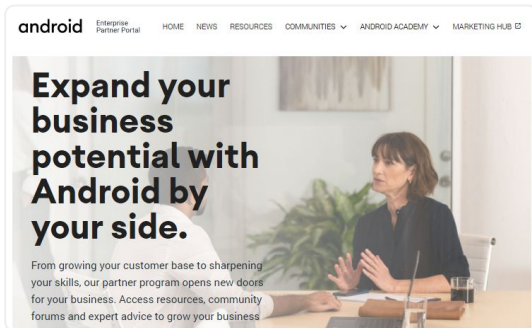 android Enterprise Partner Portal HOME NEWS RESOURCES COMMUNITIES ANDROID ACADEMY MARKETING HUB
Expand your
business
potential with
Android by
your side.
From growing your customer base to sharpening
your skills, our partner program opens new doors
for your business. Access resources, community
forums and expert advice to grow your business